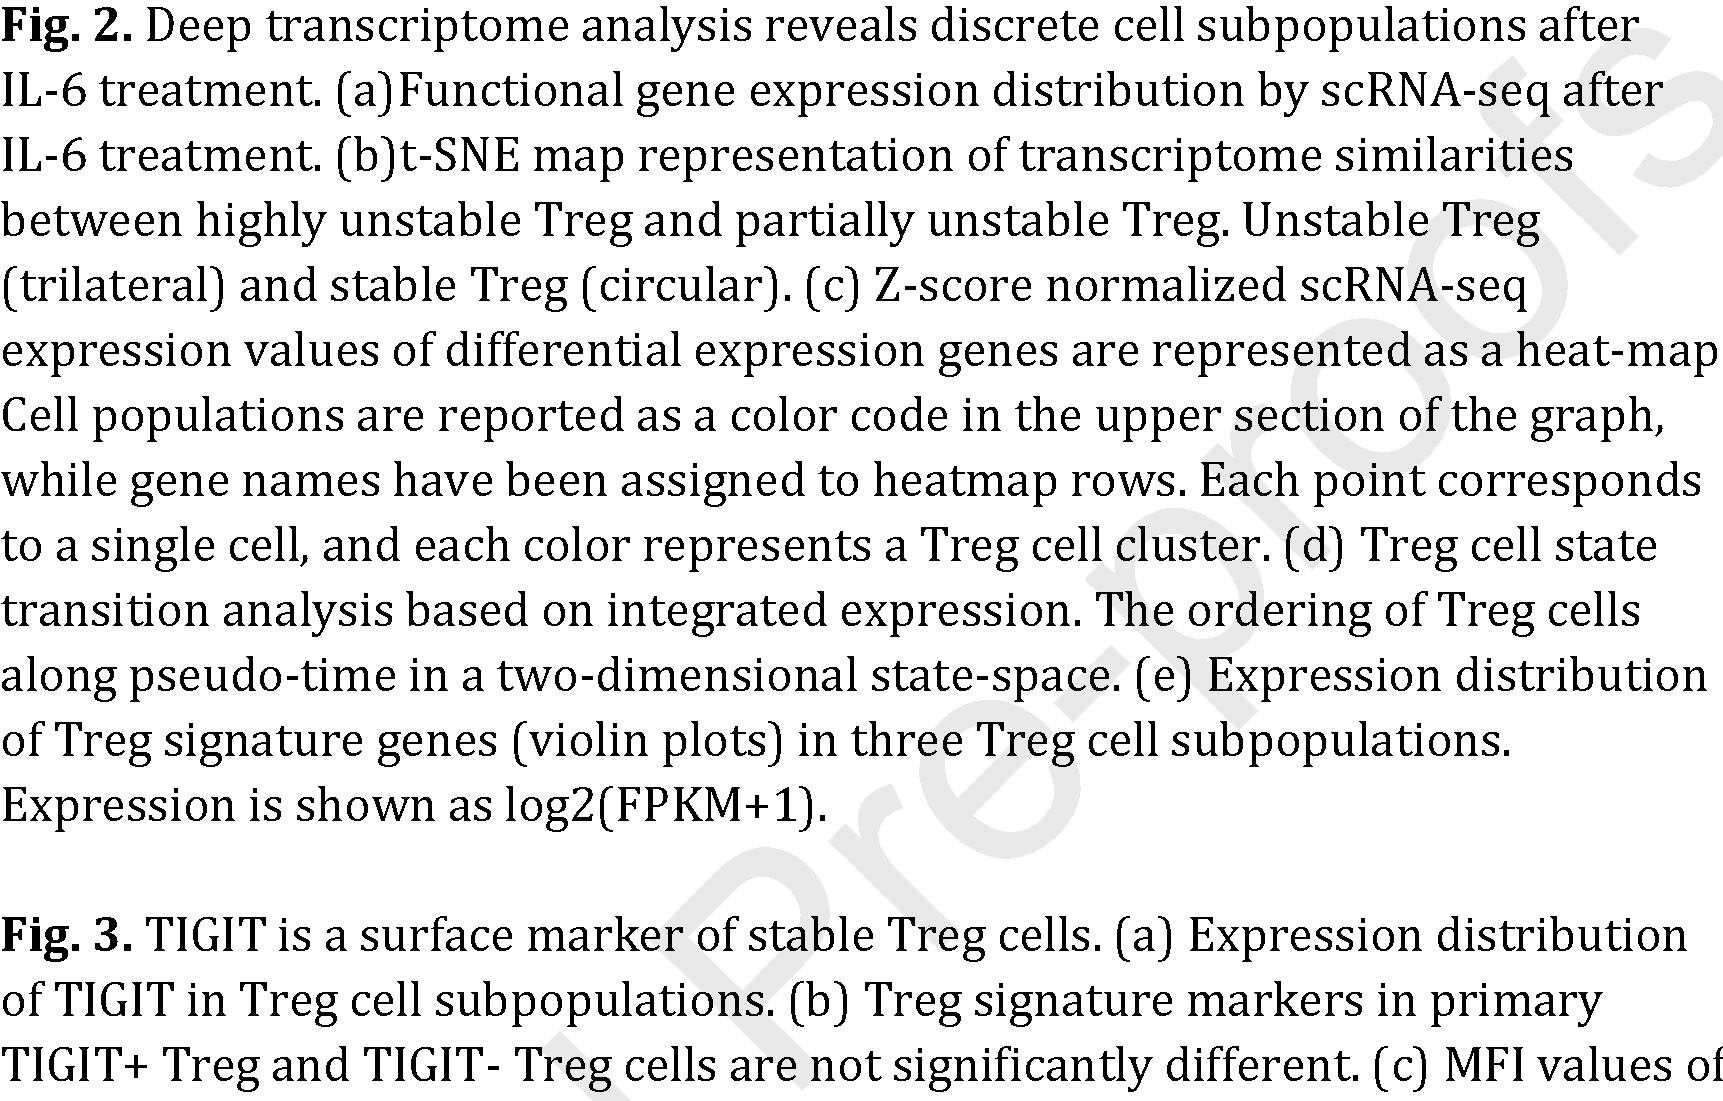 Fig. 2. Deep transcriptome analysis reveals discrete cell subpopulations after
IL-6 treatment. (a)Functional gene expression distribution by scRNA-seq after
IL-6 treatment. (b)t-SNE map representation of transcriptome similarities
between highly unstable Treg and partially unstable Treg. Unstable Treg
(trilateral) and stable Treg (circular). (c) Z-score normalized scRNA-seq
expression values of differential expression genes are represented as a heat-map
Cell populations are reported as a color code in the upper section of the graph,
while gene names have been assigned to heatmap rows. Each point corresponds
to a single cell, and each color represents a Treg cell cluster. (d) Treg cell state
transition analysis based on integrated expression. The ordering of Treg cells
along pseudo-time in a two-dimensional state-space. (e) Expression distribution
of Treg signature genes (violin plots) in three Treg cell subpopulations.
Expression is shown as log2(FPKM+1).
Fig. 3. TIGIT is a surface marker of stable Treg cells. (a) Expression distribution
of TIGIT in Treg cell subpopulations. (b) Treg signature markers in primary
TIGIT+ Treg and TIGIT- Treg cells are not significantly different. (c) MFI values of
Pre-proofs